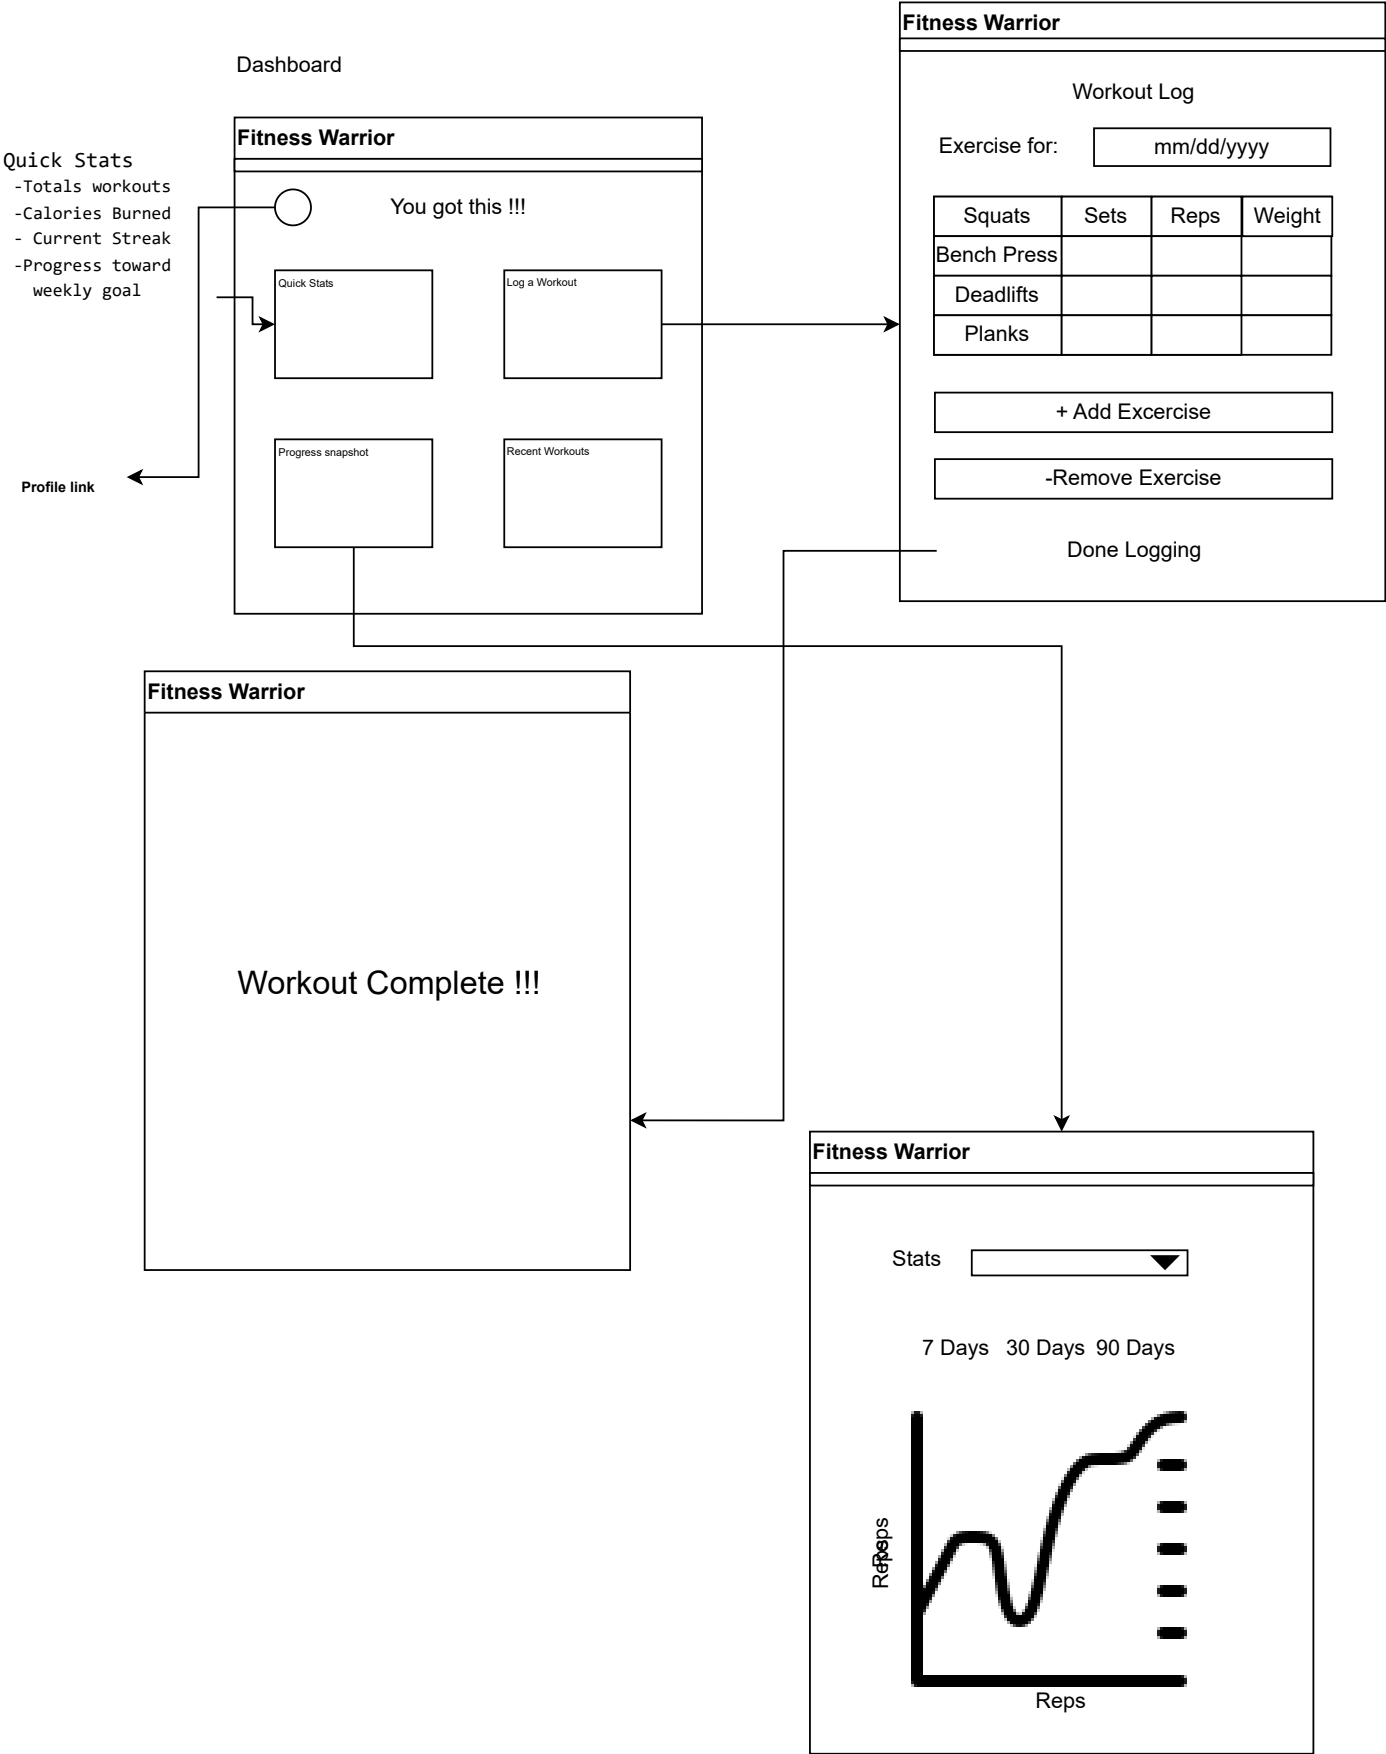 Dashboard
Fitness Warrior
Quick Stats
-Totals workouts
-Calories Burned
- Current Streak
-Progress toward
weekly goal
You got this !!!
Quick Stats
Log a Workout
Progress snapshot
Recent Workouts
Profile link
Fitness Warrior
Workout Log
Exercise for: mm/dd/yyyy
Squats Sets Reps Weight
Bench Press
Deadlifts
Planks
+ Add Excercise
-Remove Exercise
Done Logging
Fitness Warrior
Workout Complete !!!
Fitness Warrior
Stats
7 Days 30 Days 90 Days
Reps
Reps
Reps